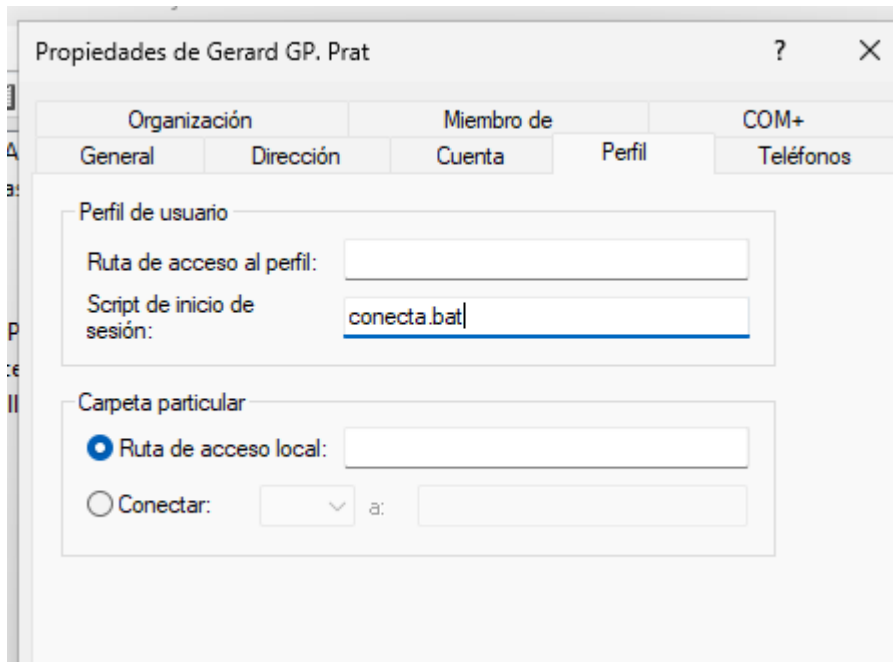 Propiedades de Gerard GP. Prat
?
Organización Miembro de COM+
General Dirección Cuenta Perfil Teléfonos
Perfil de usuario
Ruta de acceso al perfil:
Script de inicio de
sesión:
conecta.bat
Carpeta particular
Ruta de acceso local:
Conectar: a: